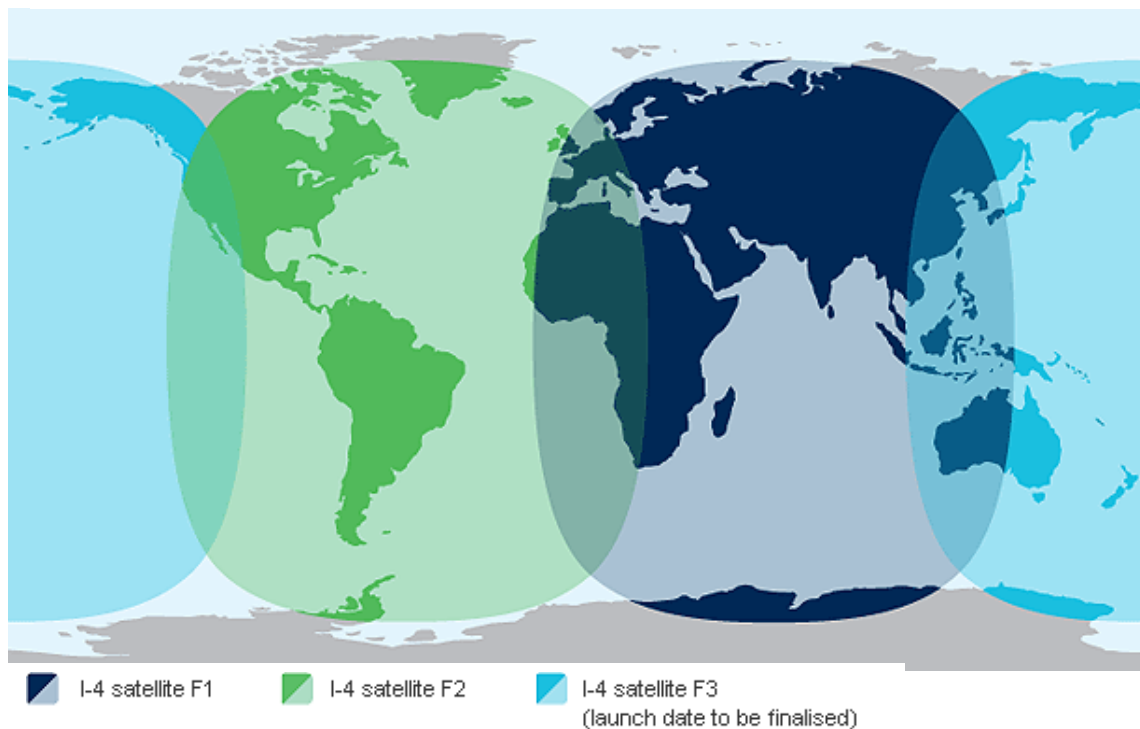 I-4 satellite F1
I-4 satellite F2
I-4 satellite F3
(launch date to be finalised)